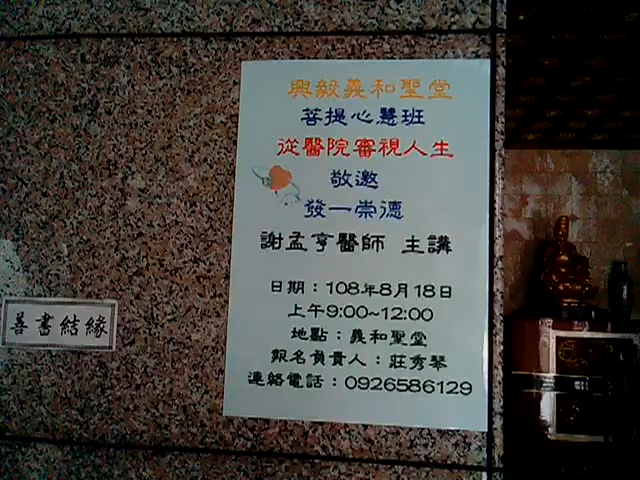 興毅義和聖堂
菩提心慧班
從醫院審視人生
敬邀
發一崇德
謝孟亨醫師 主講
日期：108年8月18日
上午9:00~12:00
地點：義和聖堂
報名負責人：莊秀琴
連絡電話：0926586129
善書結緣